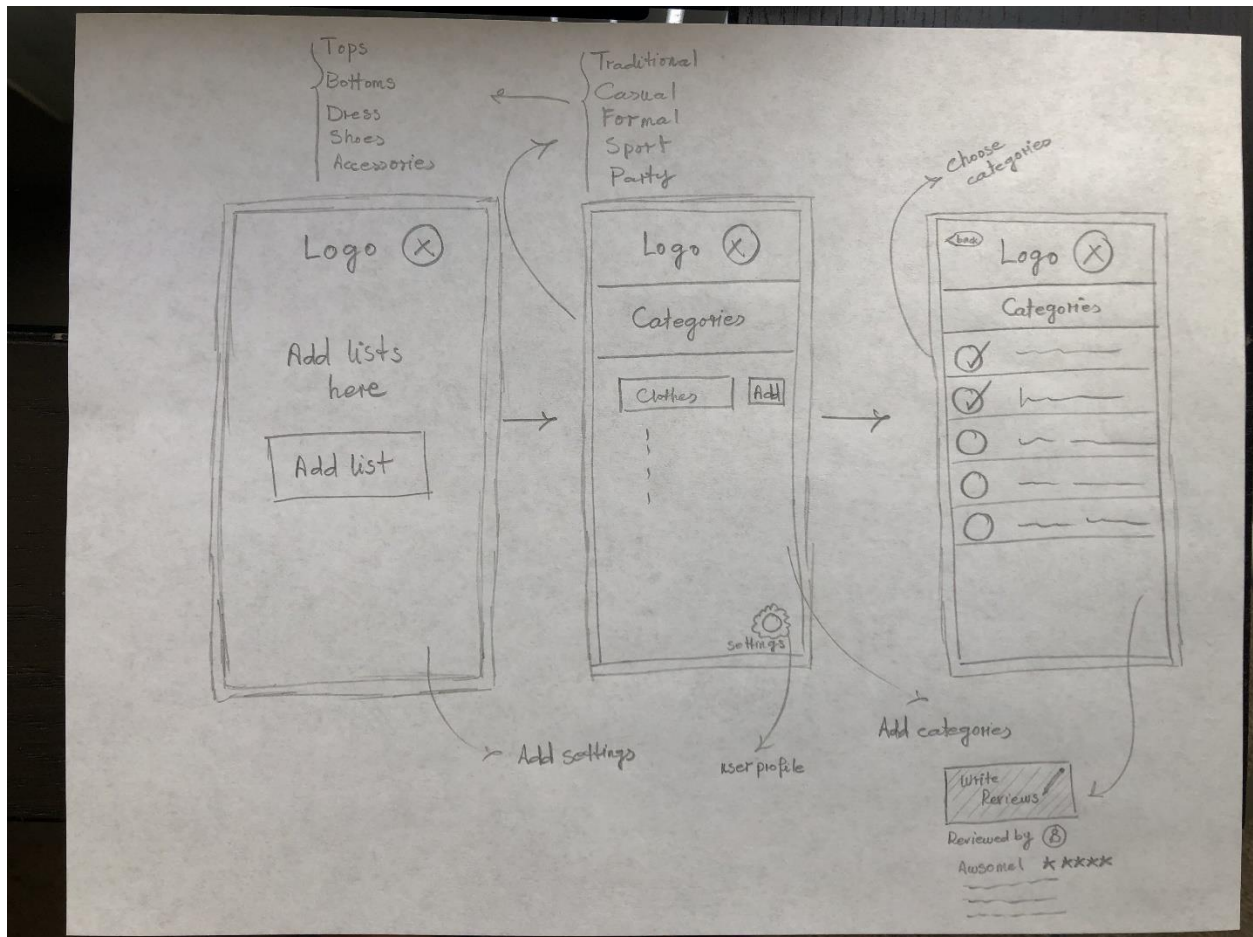 Tops
Bottoms
Dress
Shoes
Accessories
Traditional
Casual
Formal
Sport
Party
Choose
categories
Logo X
Add lists
here
Add list
Add settings
Logo X
Categories
Clothes
Add
settings
user profile
Add categories
back
Logo X
Categories
Write
Reviews
Reviewed by
Awsome!